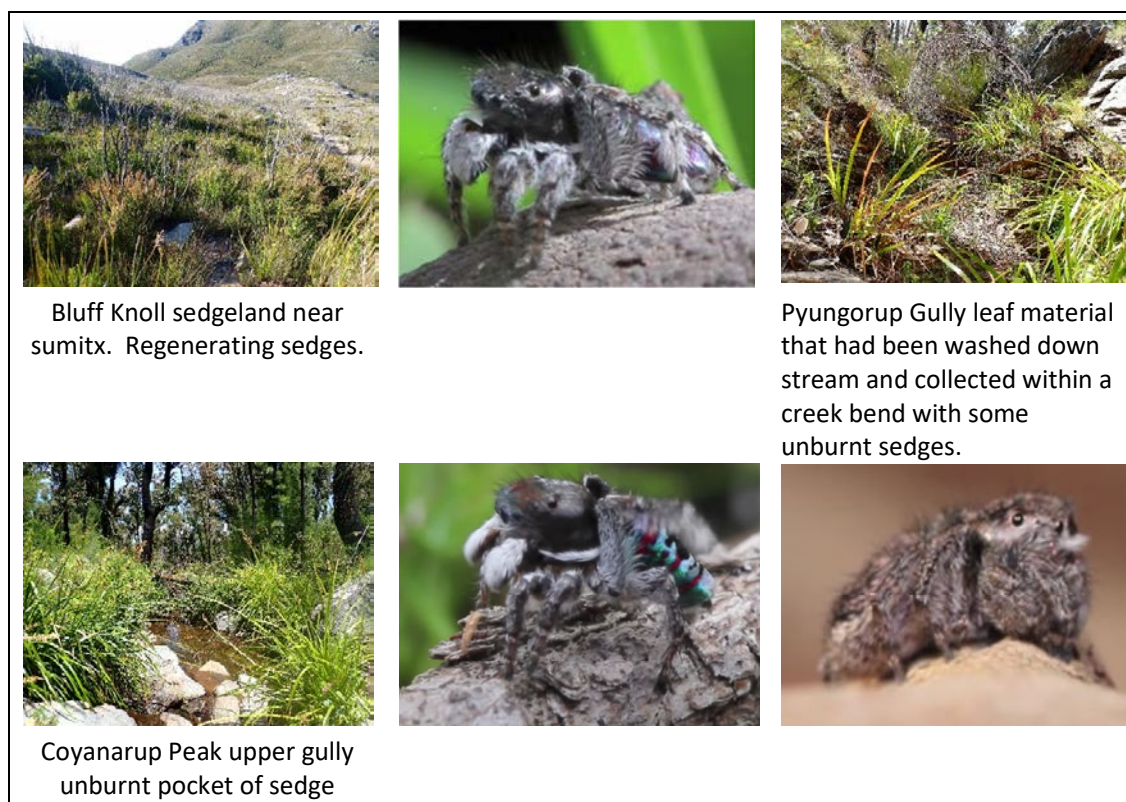 Bluff Knoll sedgeland near
sumitx.  Regenerating sedges.
Pyungorup Gully leaf material
that had been washed down
stream and collected within a
creek bend with some
unburnt sedges.
Coyanarup Peak upper gully
unburnt pocket of sedge